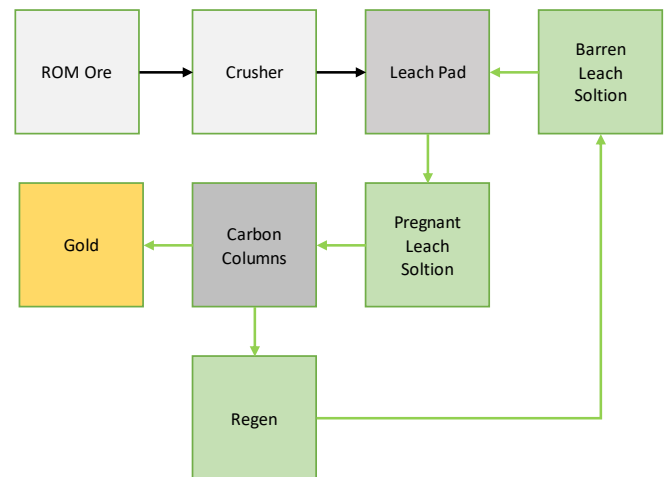 ROM Ore
Crusher
Leach Pad
Barren
Leach
Soltion
Gold
Carbon
Columns
Pregnant
Leach
Soltion
Regen